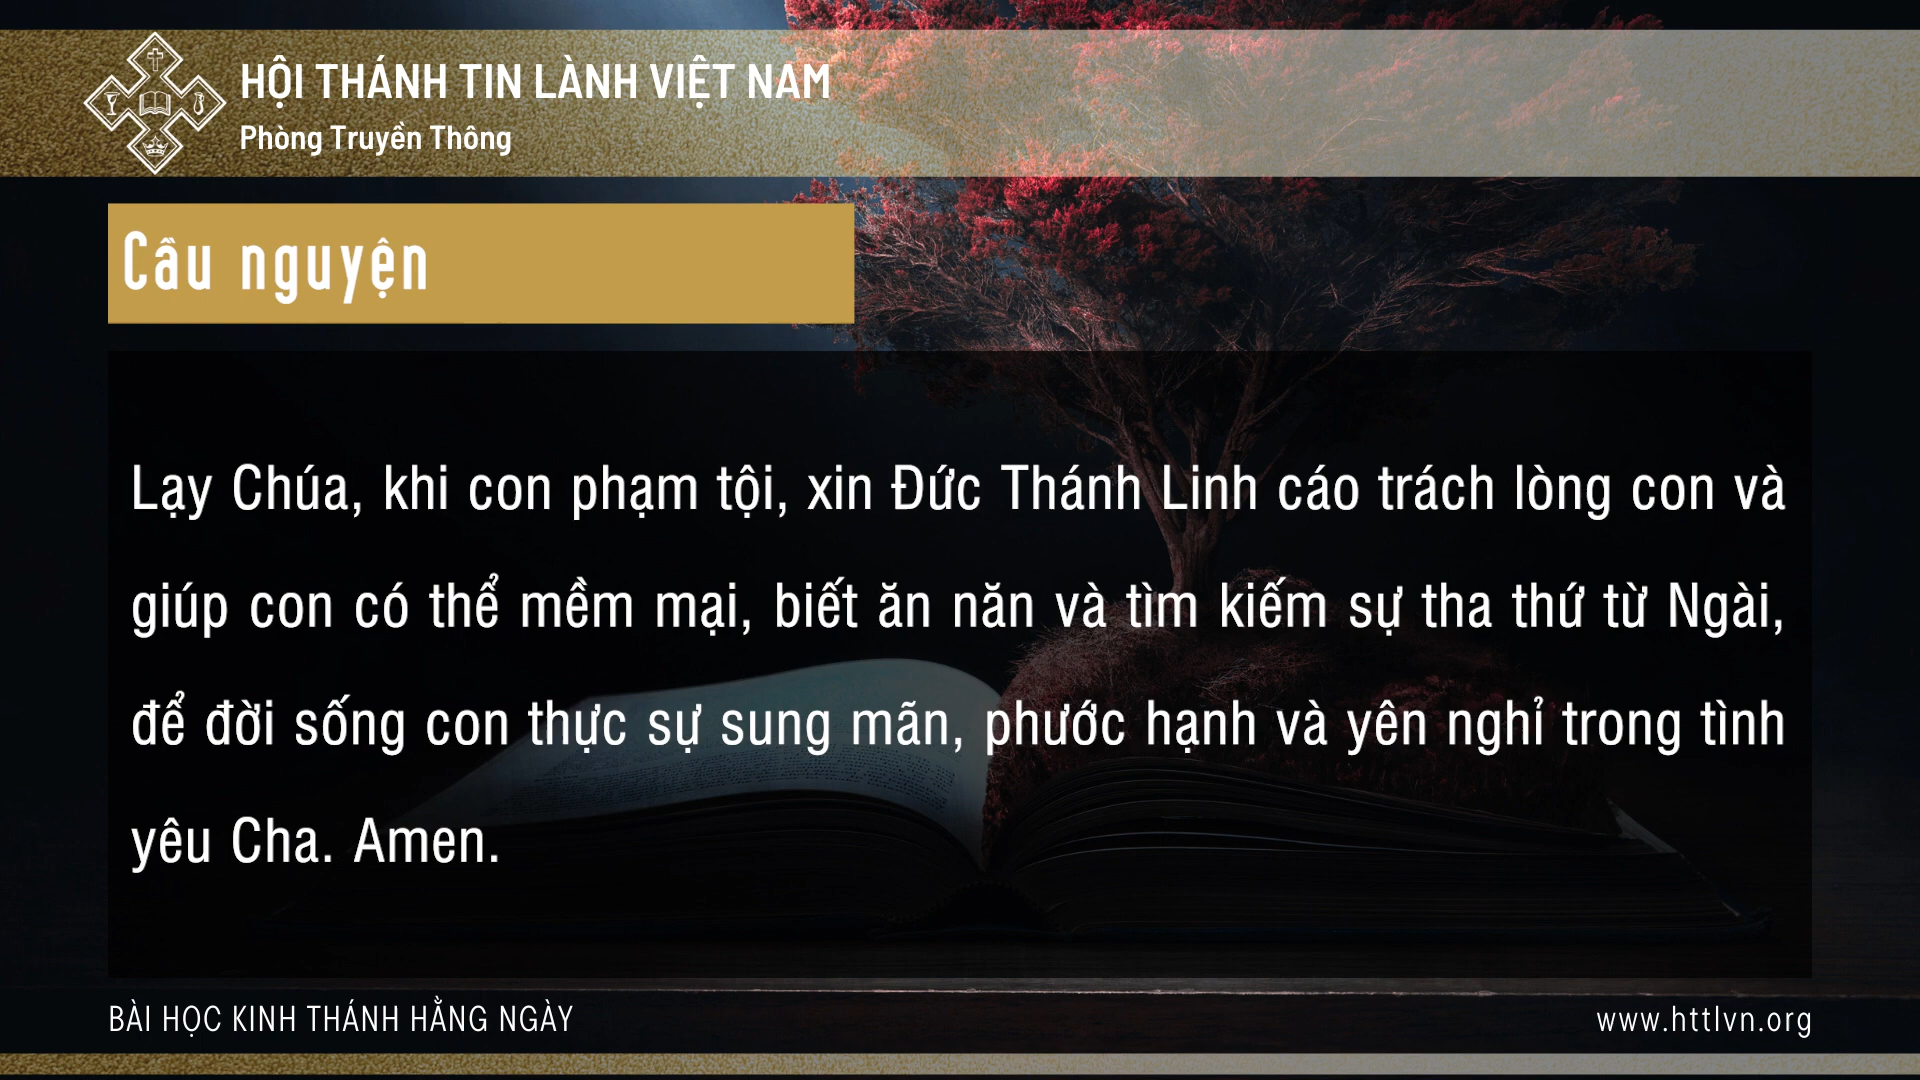 HỘI THÁNH TIN LÀNH VIỆT NAM
Phòng Truyền Thông
Cầu nguyện
Lạy Chúa, khi con phạm tội, xin Đức Thánh Linh cáo trách lòng con và
giúp con có thể mềm mại, biết ăn năn và tìm kiếm sự tha thứ từ Ngài,
để đời sống con thực sự sung mãn, phước hạnh và yên nghỉ trong tình
yêu Cha. Amen.
BÀI HỌC KINH THÁNH HẰNG NGÀY
www.httlvn.org